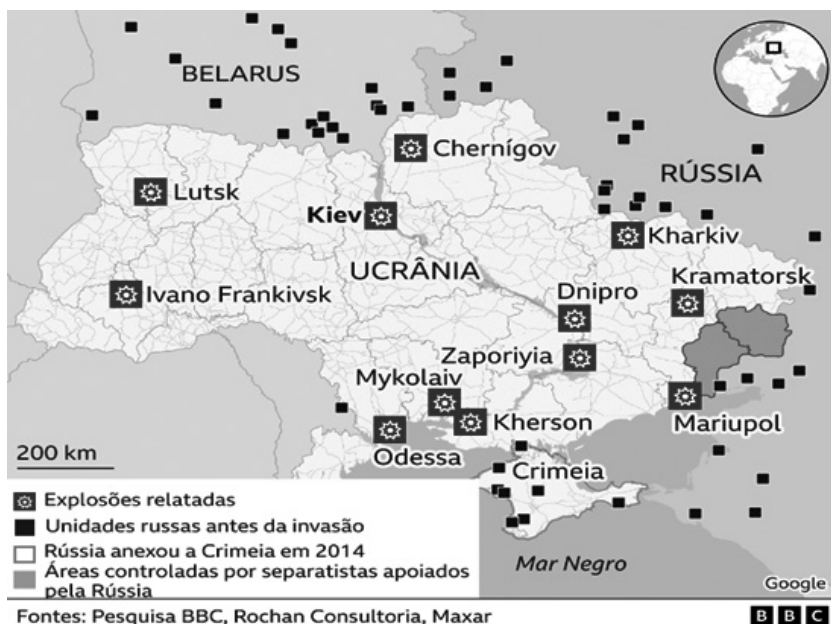 BELARUS
RÚSSIA
Chernígov
Lutsk
Kiev
Kharkiv
UCRÂNIA
Kramatorsk
Ivano Frankivsk
Dnipro
Zaporiyia
Mykolaiv
Kherson
Mariupol
Odessa
200 km
Crimeia
Explosões relatadas
Unidades russas antes da invasão
Rússia anexou a Crimeia em 2014
Áreas controladas por separatistas apoiados
pela Rússia
Mar Negro
Google
Fontes: Pesquisa BBC, Rochan Consultoria, Maxar
BBC